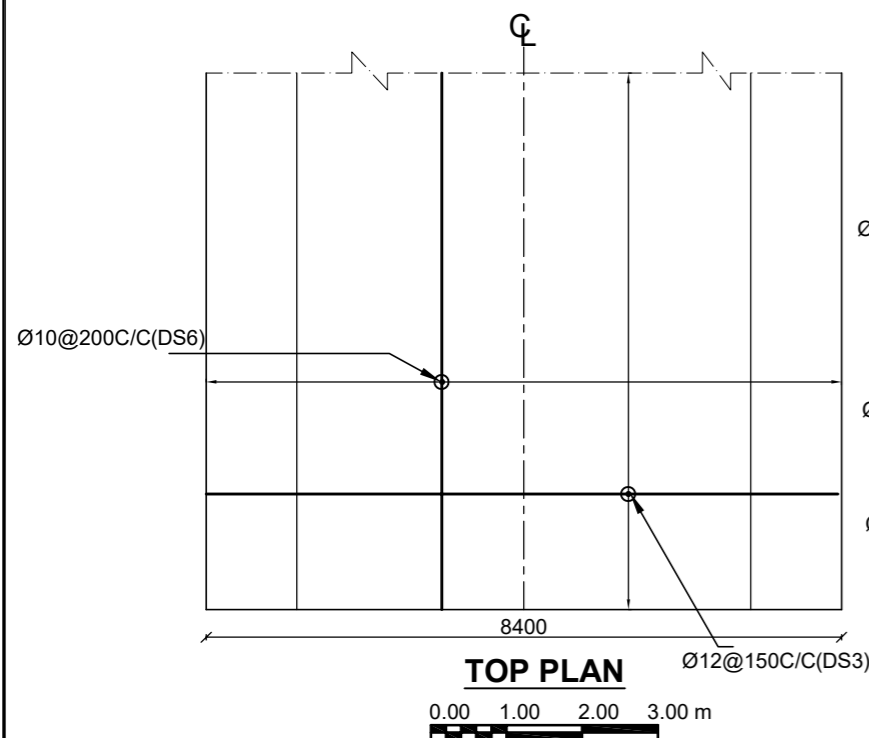 ℄
Ø
Ø10@200C/C(DS6)
Ø
Ø
8400
TOP PLAN
Ø12@150C/C(DS3)
0.00 1.00 2.00 3.00 m